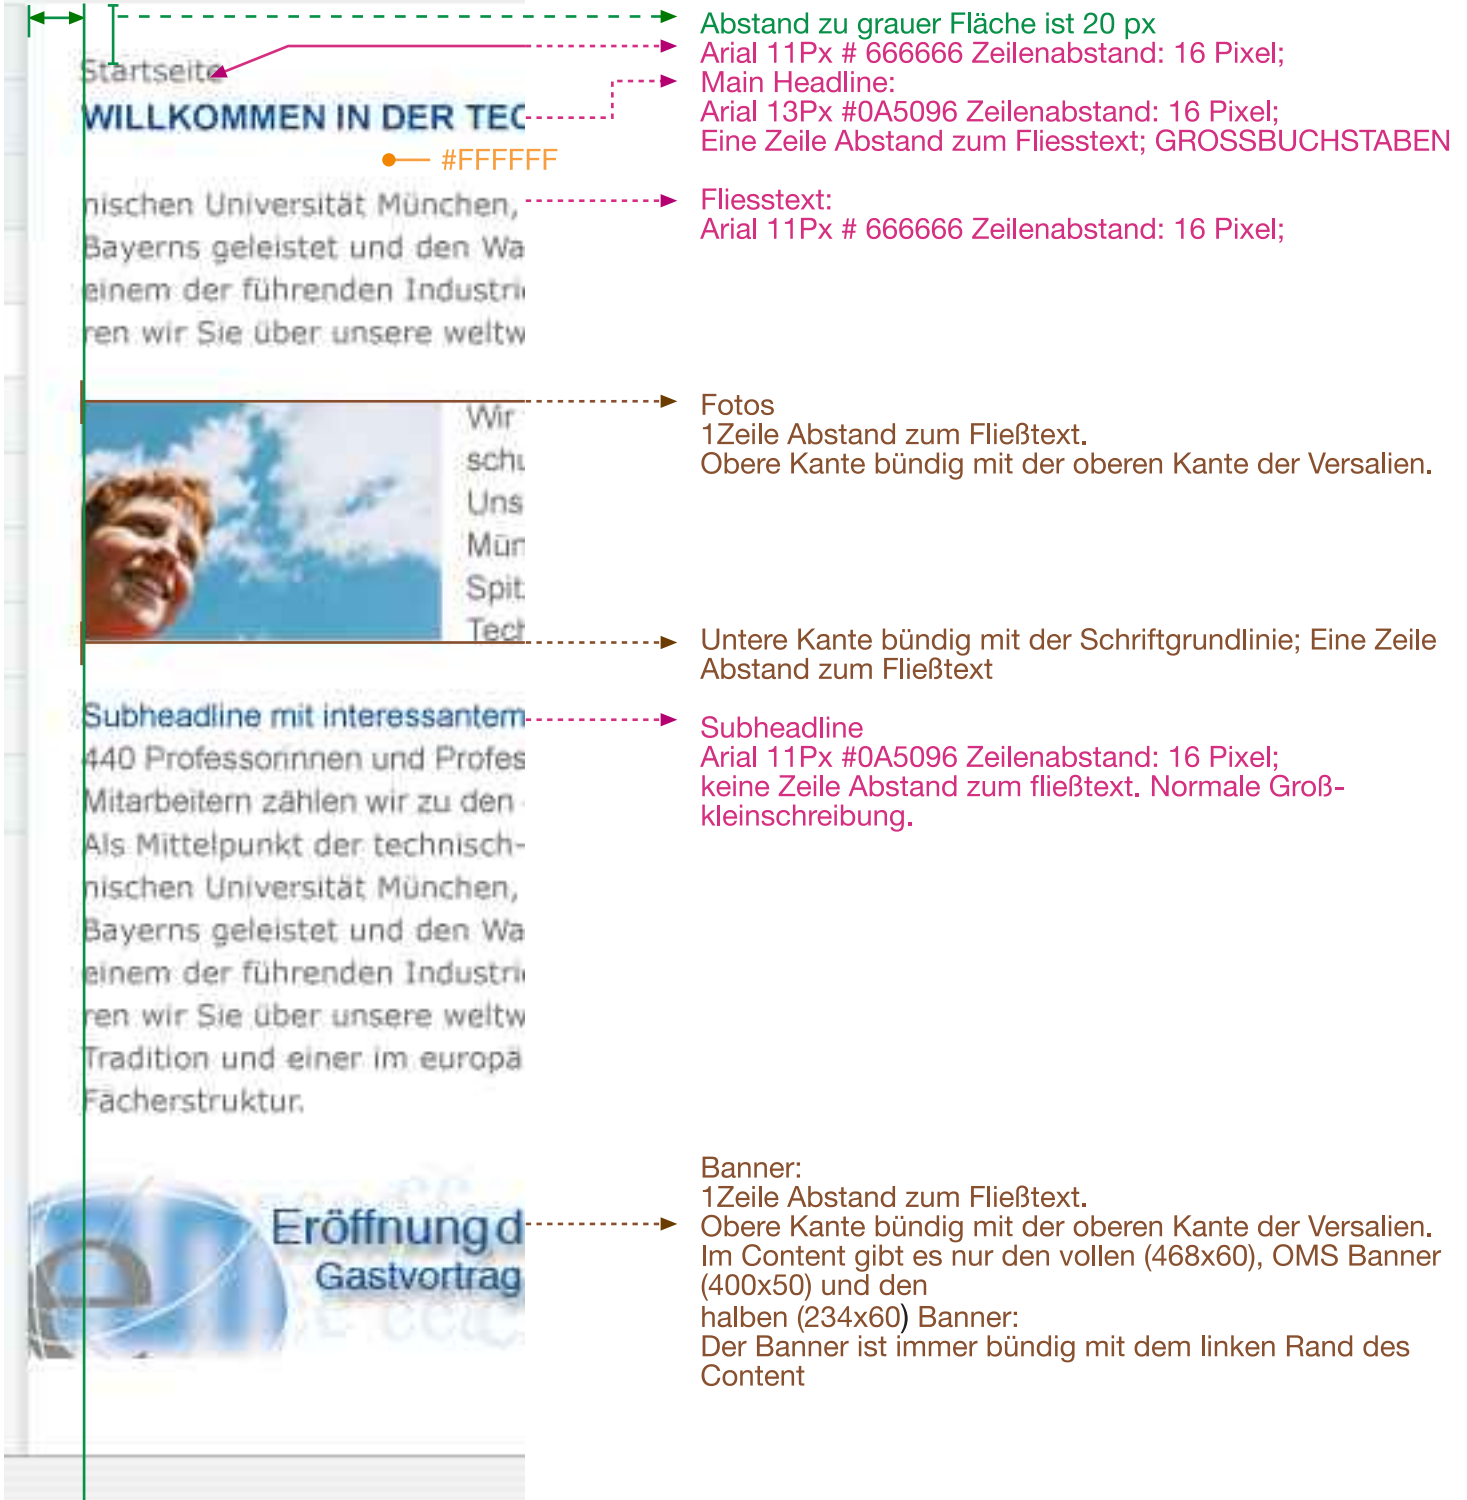 Abstand zu grauer Fläche ist 20 px
Arial 11Px # 666666 Zeilenabstand: 16 Pixel;
Startseite
Main Headline:
Arial 13Px #0A5096 Zeilenabstand: 16 Pixel;
Eine Zeile Abstand zum Fliesstext; GROSSBUCHSTABEN
WILLKOMMEN IN DER TEC
#FFFFFF
Fliesstext:
Arial 11Px # 666666 Zeilenabstand: 16 Pixel;
nischen Universität München,
Bayerns geleistet und den Wa
einem der führenden Industri
ren wir Sie über unsere weltw
Fotos
1Zeile Abstand zum Fließtext.
Obere Kante bündig mit der oberen Kante der Versalien.
Wir
schu
Uns
Mün
Spit
Tech
Untere Kante bündig mit der Schriftgrundlinie; Eine Zeile
Abstand zum Fließtext
Subheadline mit interessantem
440 Professorinnen und Profes
Mitarbeitern zählen wir zu den
Als Mittelpunkt der technisch-
nischen Universität München,
Bayerns geleistet und den Wa
einem der führenden Industri
ren wir Sie über unsere weltw
Tradition und einer im europä
Fächerstruktur.
Subheadline
Arial 11Px #0A5096 Zeilenabstand: 16 Pixel;
keine Zeile Abstand zum fließtext. Normale Groß-
kleinschreibung.
en
Eröffnung d
Gastvortrag
Banner:
1Zeile Abstand zum Fließtext.
Obere Kante bündig mit der oberen Kante der Versalien.
Im Content gibt es nur den vollen (468x60), OMS Banner
(400x50) und den
halben (234x60) Banner:
Der Banner ist immer bündig mit dem linken Rand des
Content